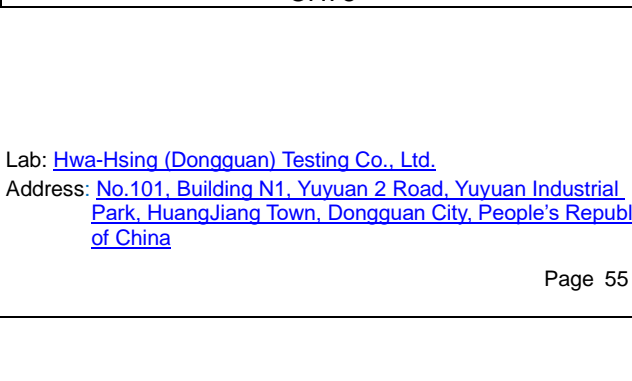 Lab: Hwa-Hsing (Dongguan) Testing Co., Ltd.
Address: No.101, Building N1, Yuyuan 2 Road, Yuyuan Industrial
Park, HuangJiang Town, Dongguan City, People's Republ
of China
Page 55